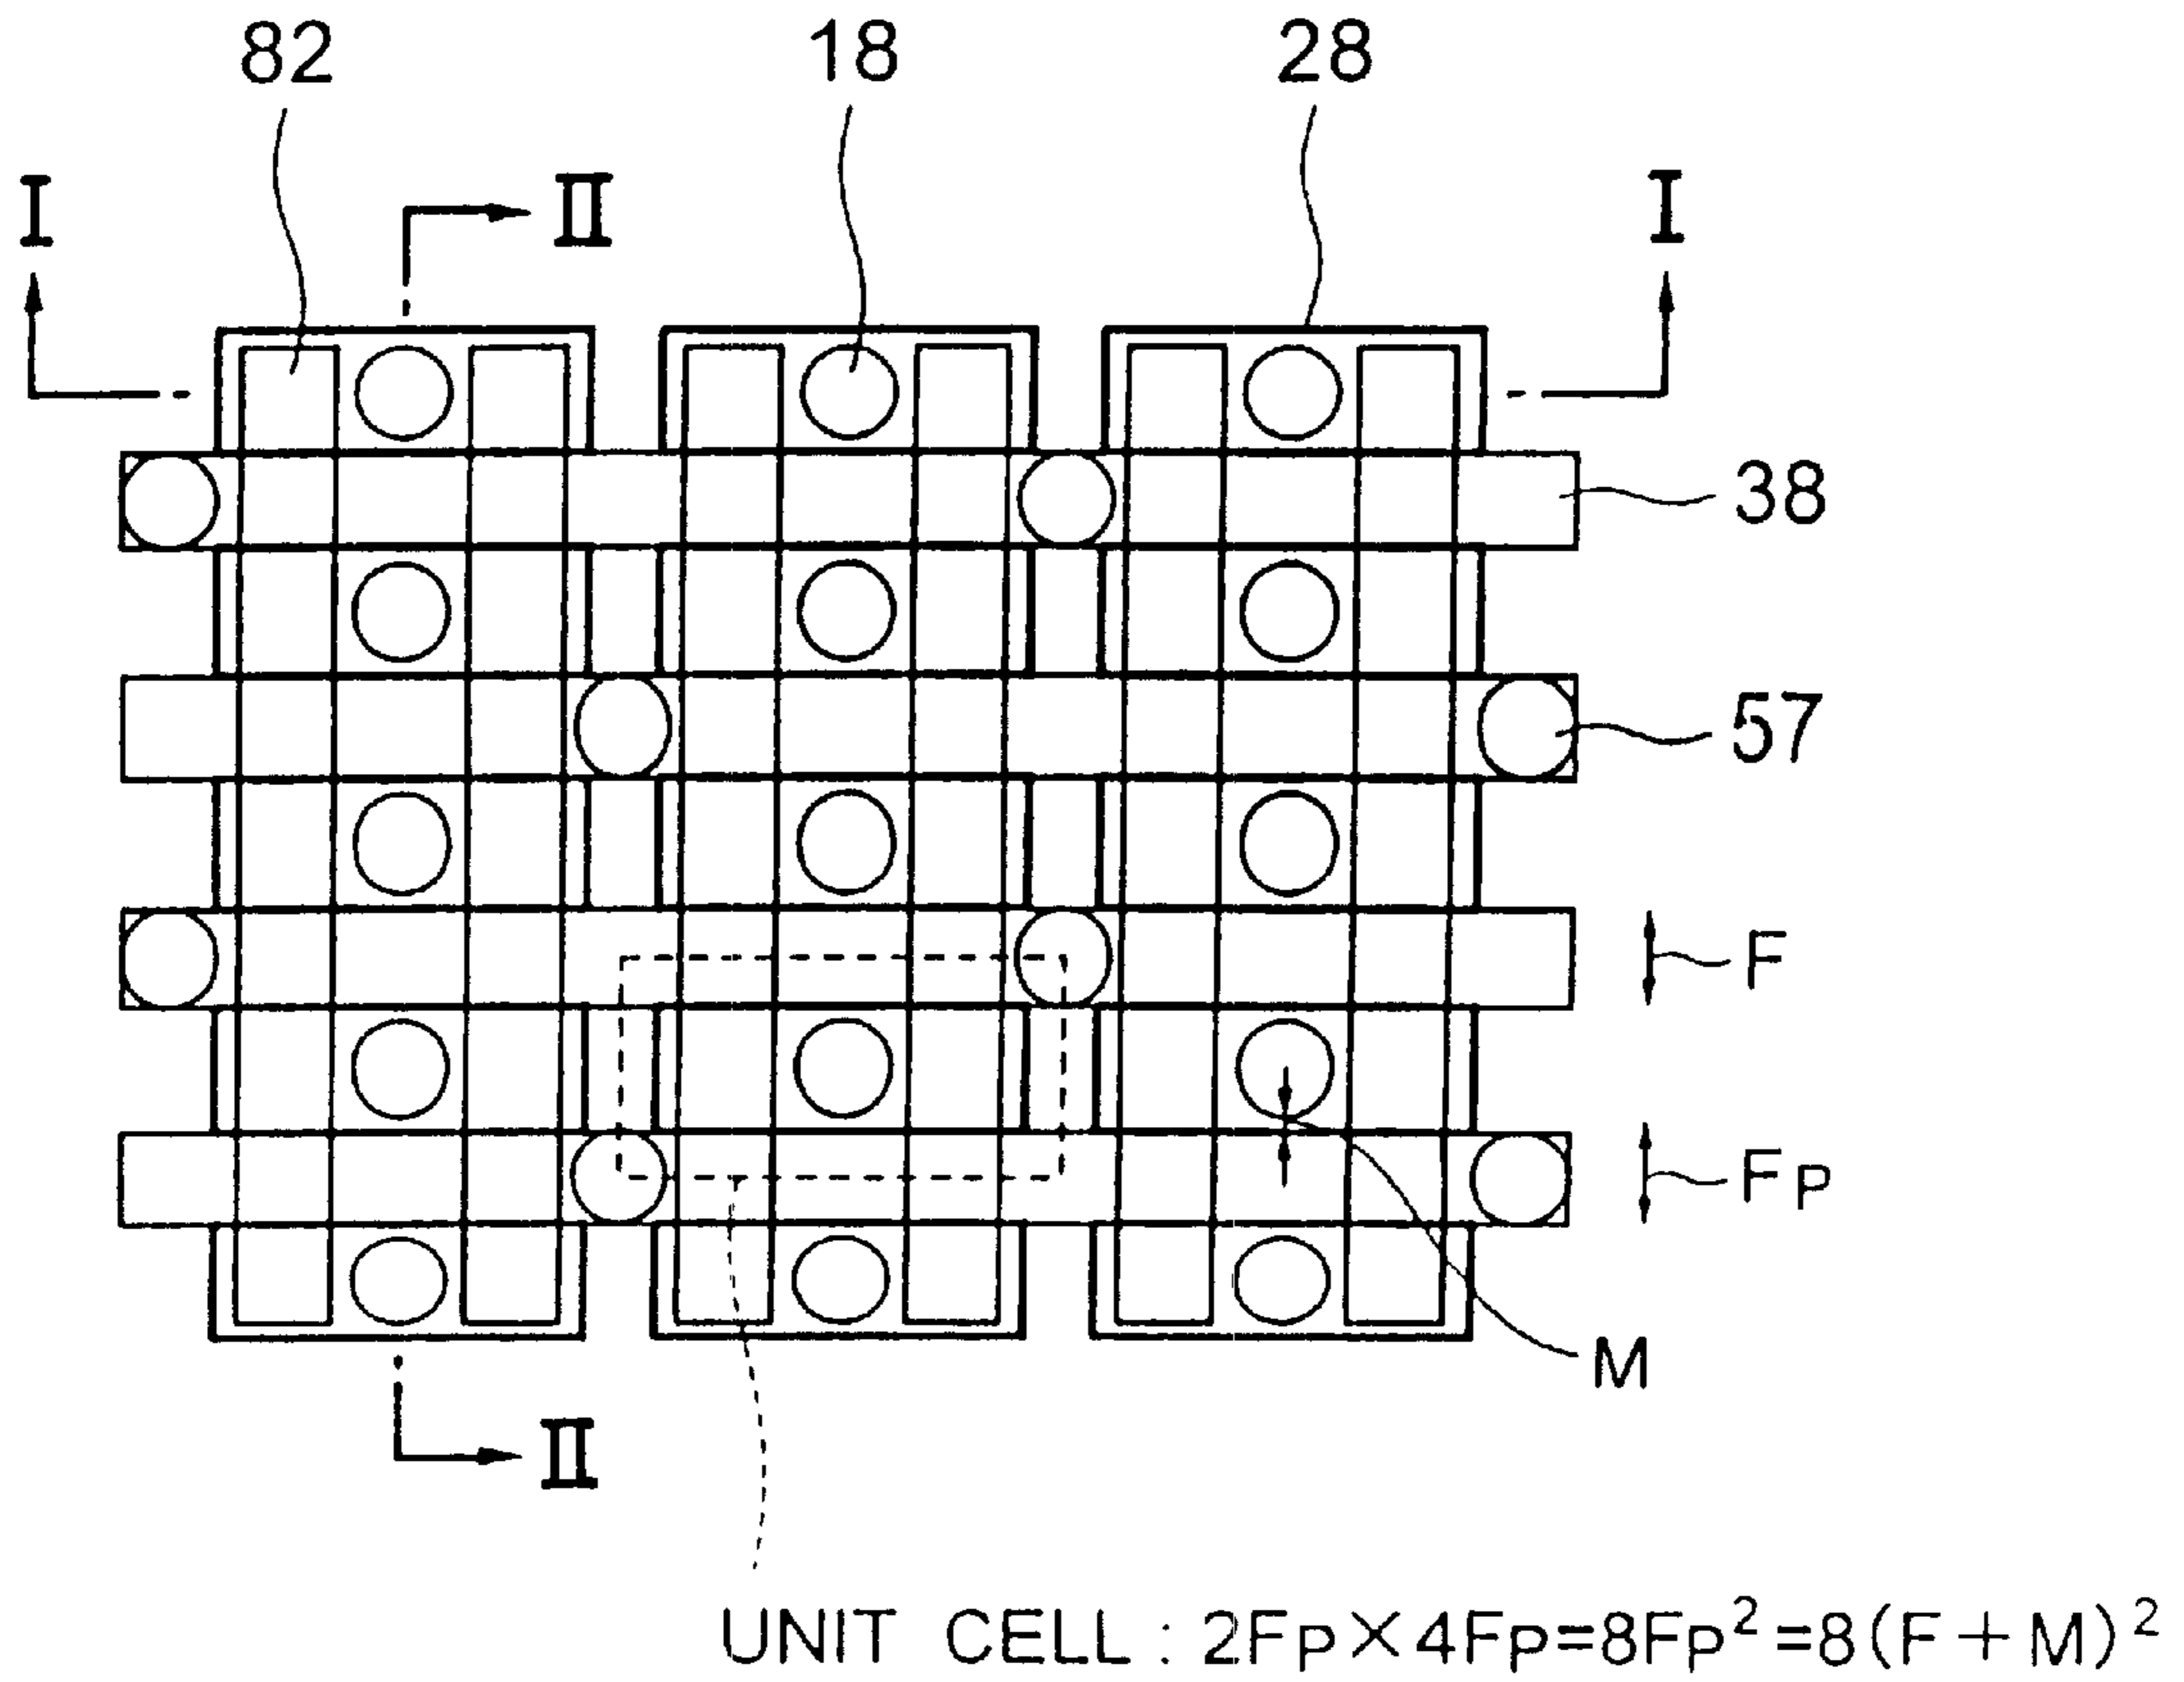 82 18 28
I II I
38
57
F
FP
M
II
UNIT CELL : 2FP×4FP=8FP²=8(F+M)²